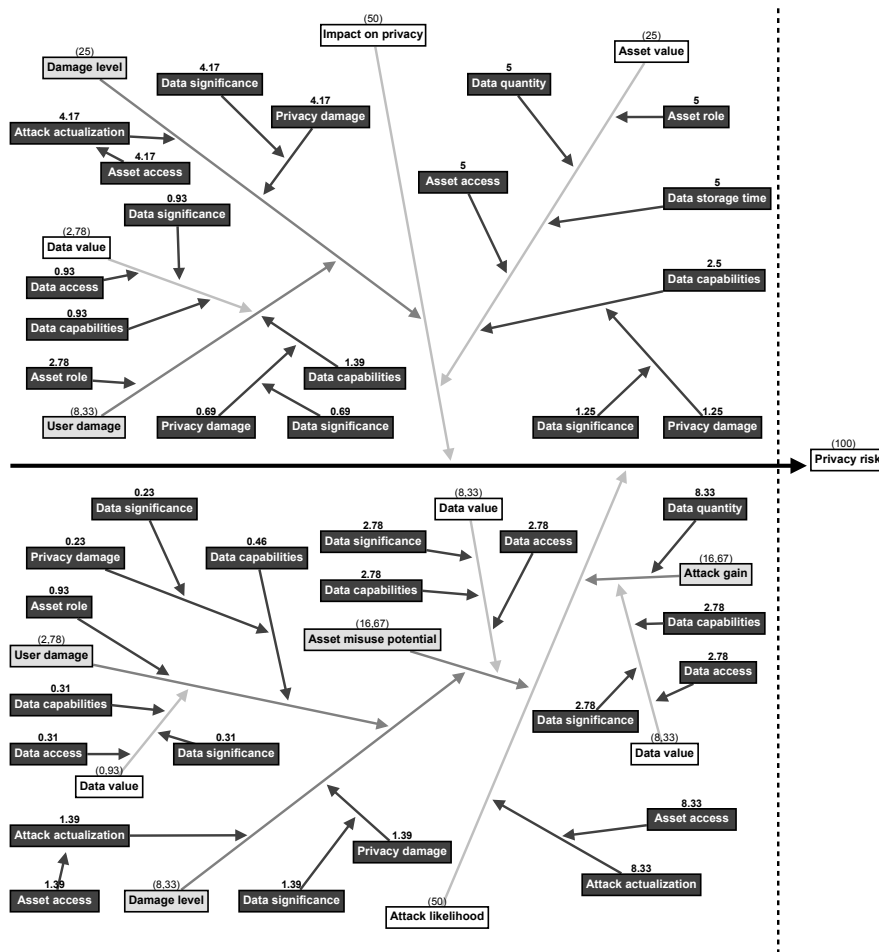 (50)
Impact on privacy
(25)
Asset value
(25)
Damage level
4.17
Data significance
5
Data quantity
4.17
Privacy damage
5
Asset role
4.17
Attack actualization
4.17
Asset access
5
Asset access
5
Data storage time
0.93
Data significance
(2,78)
Data value
0.93
Data access
2.5
Data capabilities
0.93
Data capabilities
2.78
Asset role
1.39
Data capabilities
(8,33)
User damage
0.69
Privacy damage
0.69
Data significance
1.25
Data significance
1.25
Privacy damage
(100)
Privacy risk
0.23
Data significance
(8,33)
Data value
8.33
Data quantity
0.23
Privacy damage
0.46
Data capabilities
2.78
Data significance
2.78
Data access
(16,67)
Attack gain
0.93
Asset role
2.78
Data capabilities
2.78
Data capabilities
(16,67)
Asset misuse potential
(2,78)
User damage
2.78
Data access
0.31
Data capabilities
2.78
Data significance
0.31
Data access
0.31
Data significance
(8,33)
Data value
(0,93)
Data value
1.39
Attack actualization
1.39
Privacy damage
8.33
Asset access
8.33
Attack actualization
1.39
Asset access
(8,33)
Damage level
1.39
Data significance
(50)
Attack likelihood